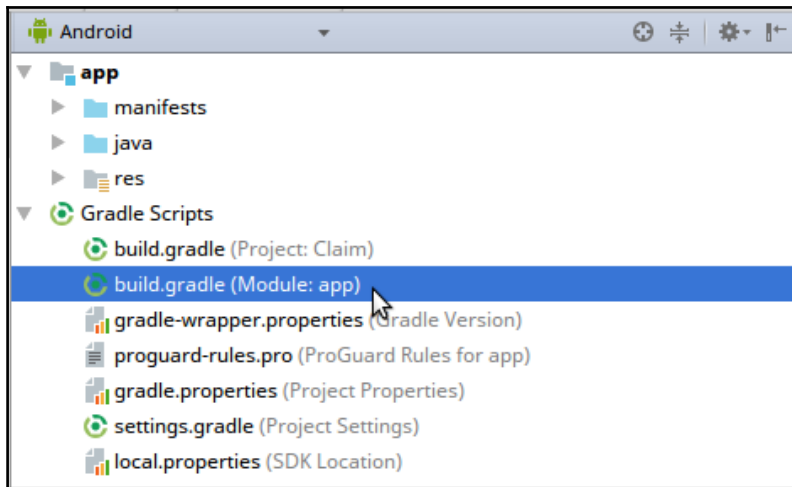 Android
app
manifests
java
res
Gradle Scripts
build.gradle (Project: Claim)
build.gradle (Module: app)
gradle-wrapper.properties (Gradle Version)
proguard-rules.pro (ProGuard Rules for app)
gradle.properties (Project Properties)
settings.gradle (Project Settings)
local.properties (SDK Location)